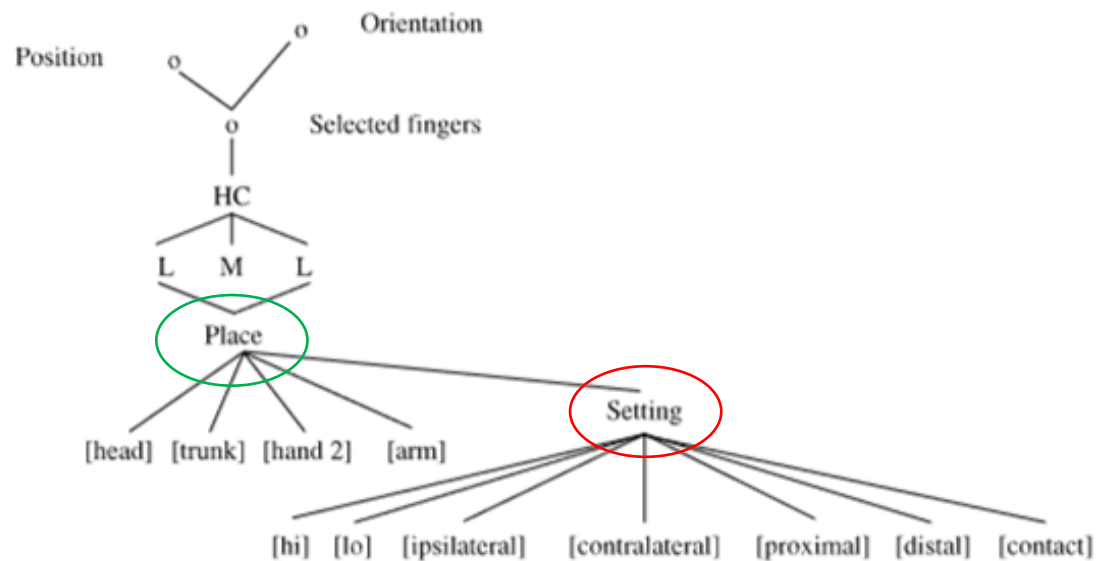 Orientation
Position
o
o
o
Selected fingers
HC
L M L
Place
Setting
[head] [trunk] [hand 2] [arm]
[hi] [lo] [ipsilateral] [contralateral] [proximal] [distal] [contact]